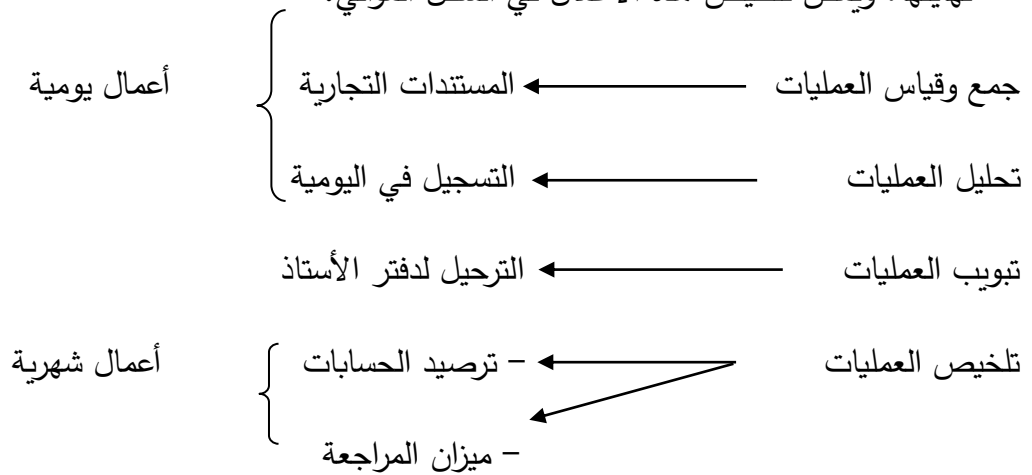 جمع وقياس العمليات المستندات التجارية أعمال يومية
تحليل العمليات التسجيل في اليومية
تبويب العمليات الترحيل لدفتر الأستاذ
تلخيص العمليات – ترصيد الحسابات أعمال شهرية
– ميزان المراجعة